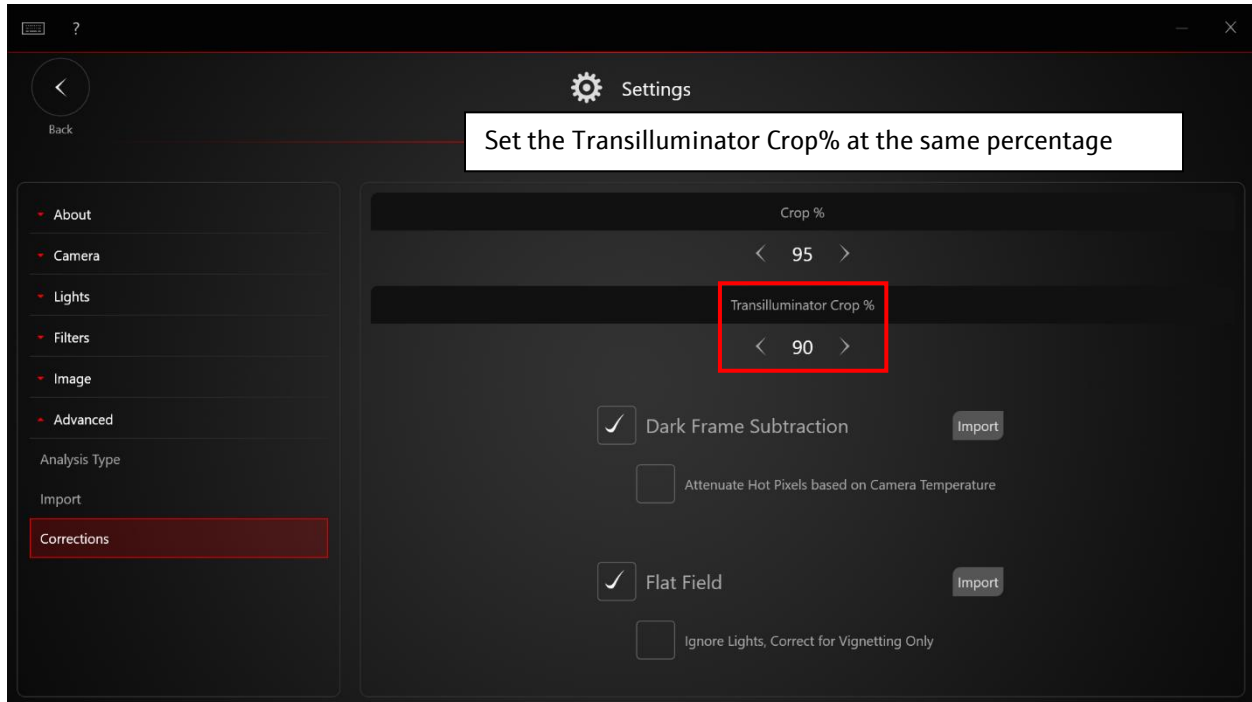 ?
Settings
Back
Set the Transilluminator Crop% at the same percentage
About
Camera
Lights
Filters
Image
Advanced
Analysis Type
Import
Corrections
Crop %
95
Transilluminator Crop %
90
Dark Frame Subtraction
Import
Attenuate Hot Pixels based on Camera Temperature
Flat Field
Import
Ignore Lights, Correct for Vignetting Only